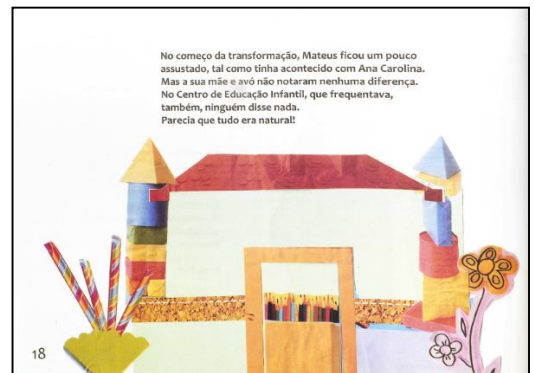 No começo da transformação, Mateus ficou um pouco
assustado, tal como tinha acontecido com Ana Carolina.
Mas a sua mãe e avó não notaram nenhuma diferença.
No Centro de Educação Infantil, que frequentava,
também, ninguém disse nada.
Parecia que tudo era natural!
18